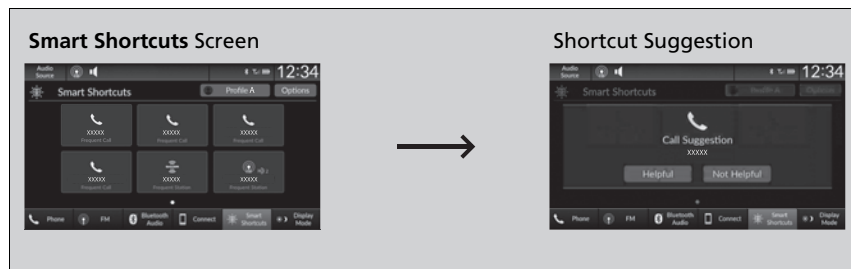 Smart Shortcuts Screen
Audio Source
12:34
Smart Shortcuts
Profile A
Options
xxxxx
Frequent Call
xxxxx
Frequent Call
xxxxx
Frequent Call
xxxxx
Frequent Call
xxxxx
Frequent Station
xxxxx
Frequent Station
Phone
FM
Bluetooth Audio
Connect
Smart Shortcuts
Display Mode
Shortcut Suggestion
Audio Source
12:34
Smart Shortcuts
Profile A
Options
Call Suggestion
xxxxx
Helpful
Not Helpful
Phone
FM
Bluetooth Audio
Connect
Smart Shortcuts
Display Mode